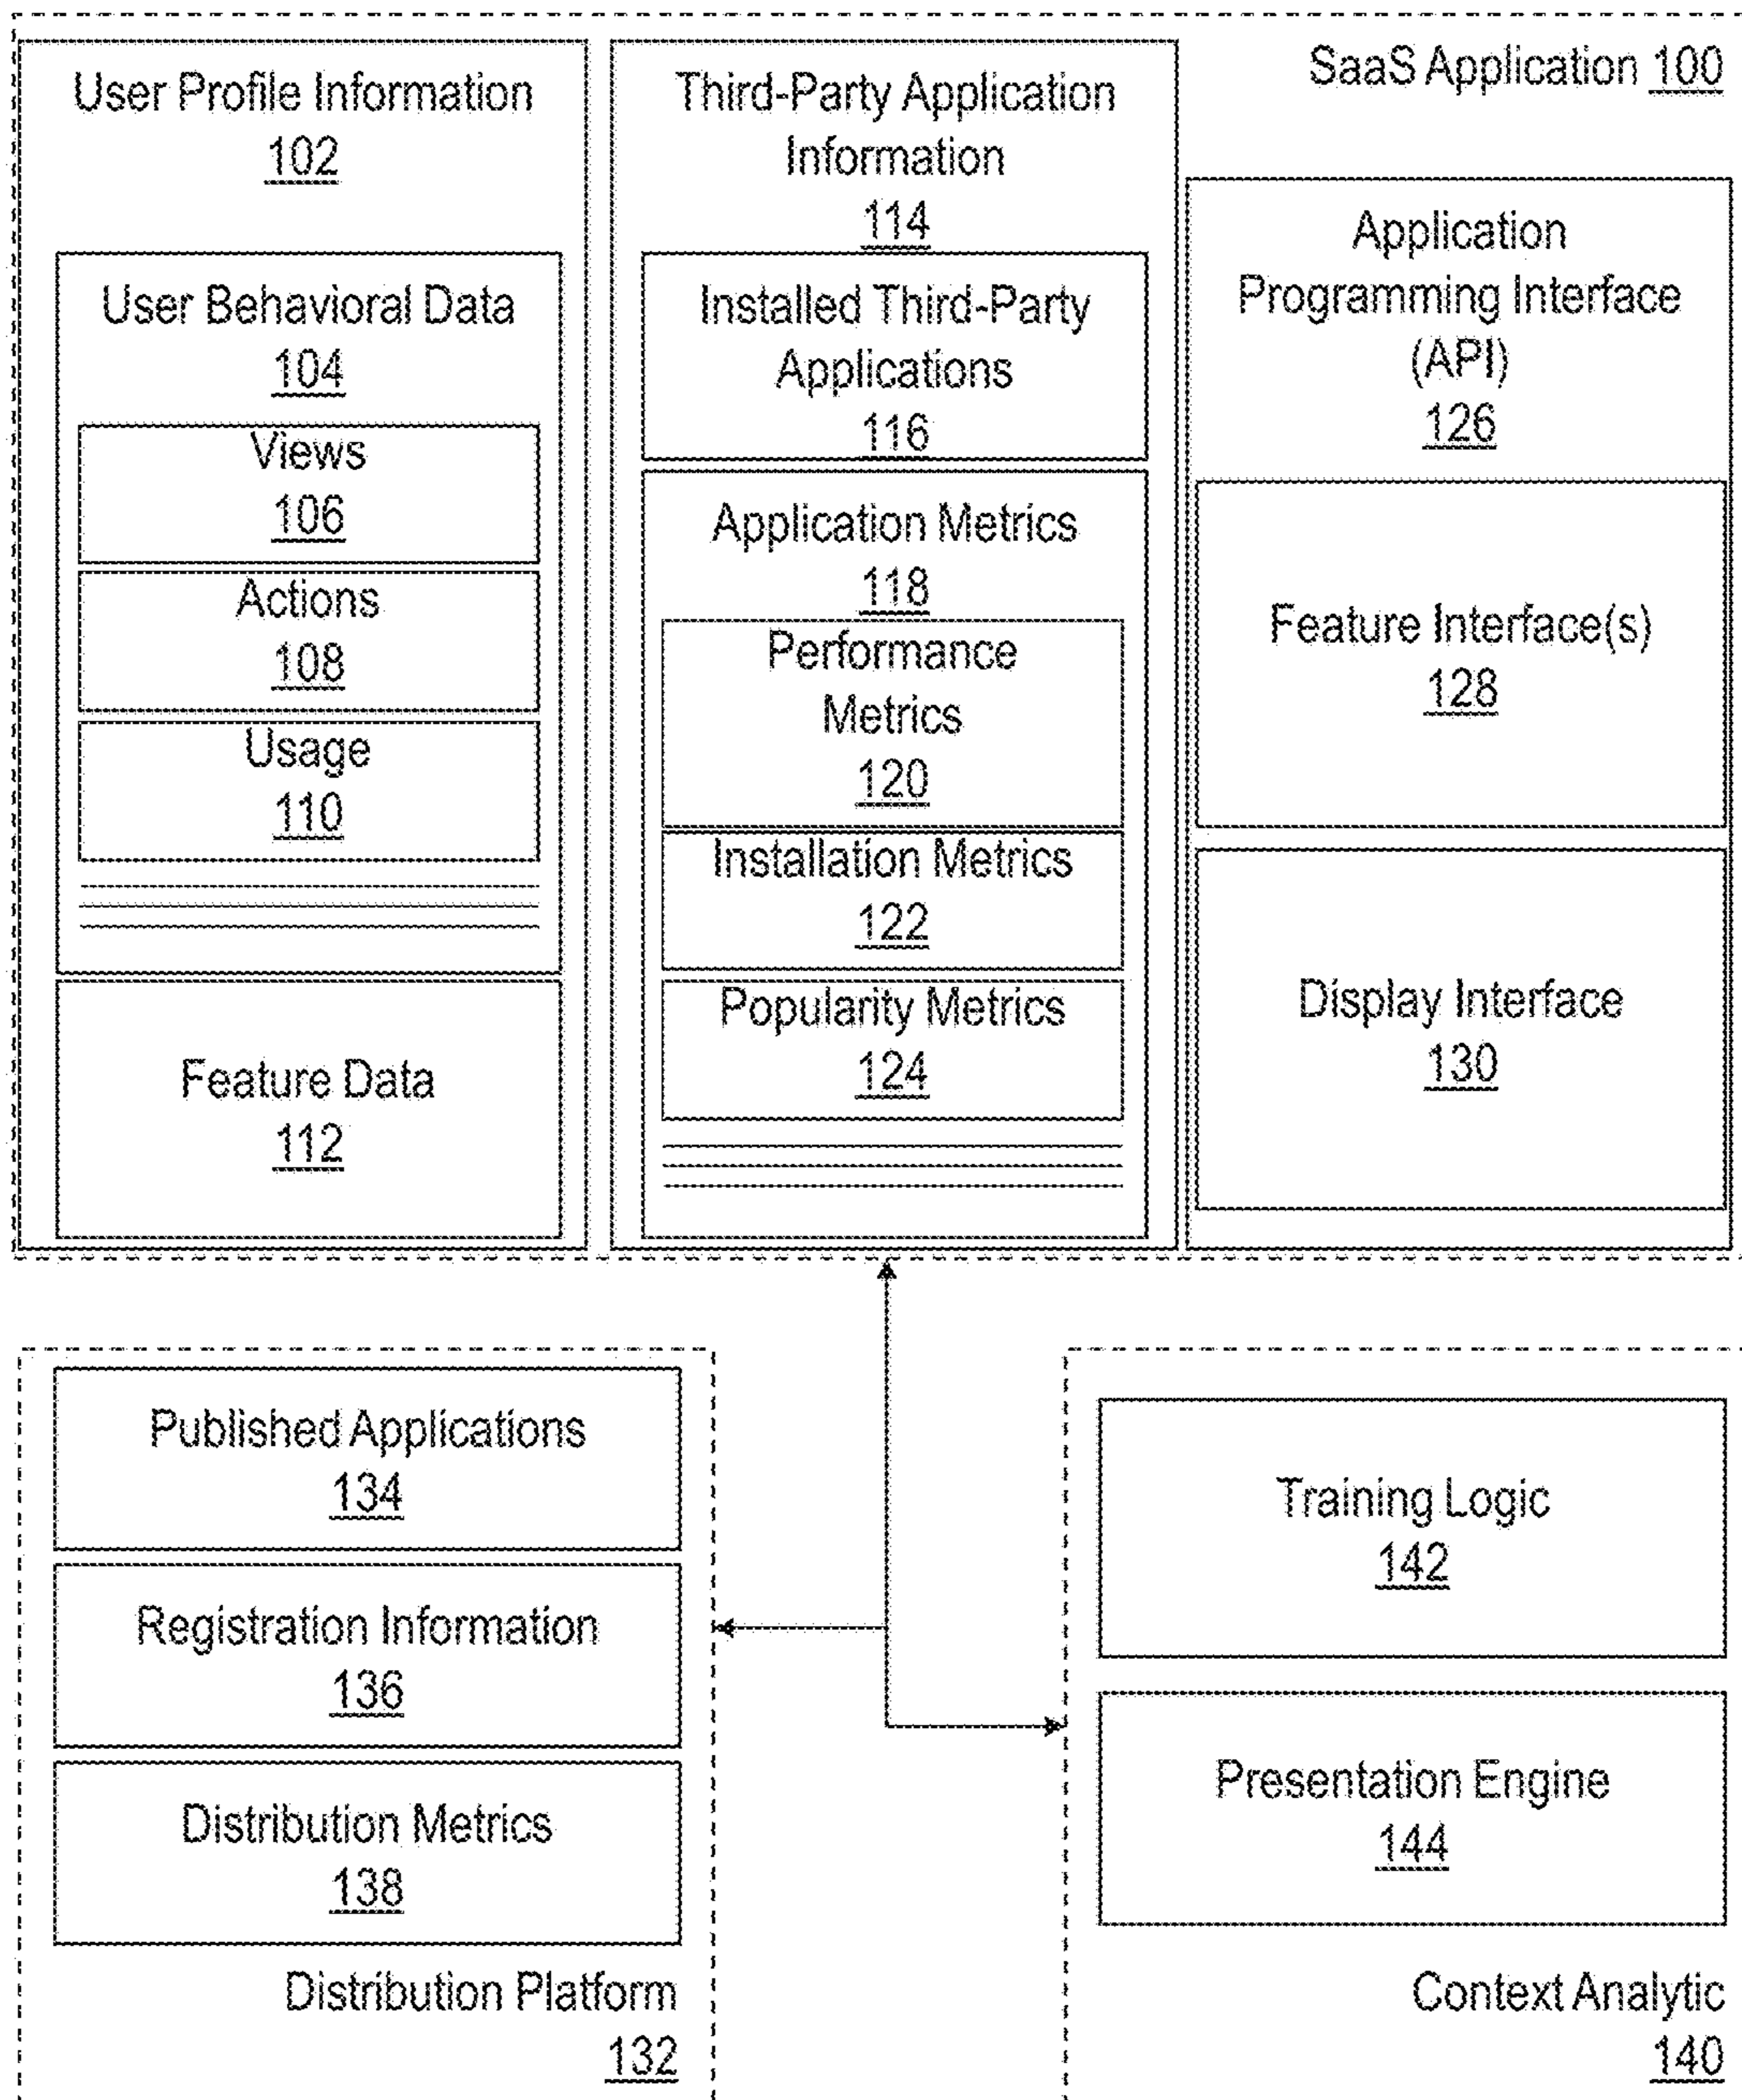 SaaS Application 100
User Profile Information
102
User Behavioral Data
104
Views
106
Actions
108
Usage
110
Feature Data
112
Third-Party Application
Information
114
Installed Third-Party
Applications
116
Application Metrics
118
Performance
Metrics
120
Installation Metrics
122
Popularity Metrics
124
Application
Programming Interface
(API)
126
Feature Interface(s)
128
Display Interface
130
Published Applications
134
Registration Information
136
Distribution Metrics
138
Distribution Platform
132
Training Logic
142
Presentation Engine
144
Context Analytic
140